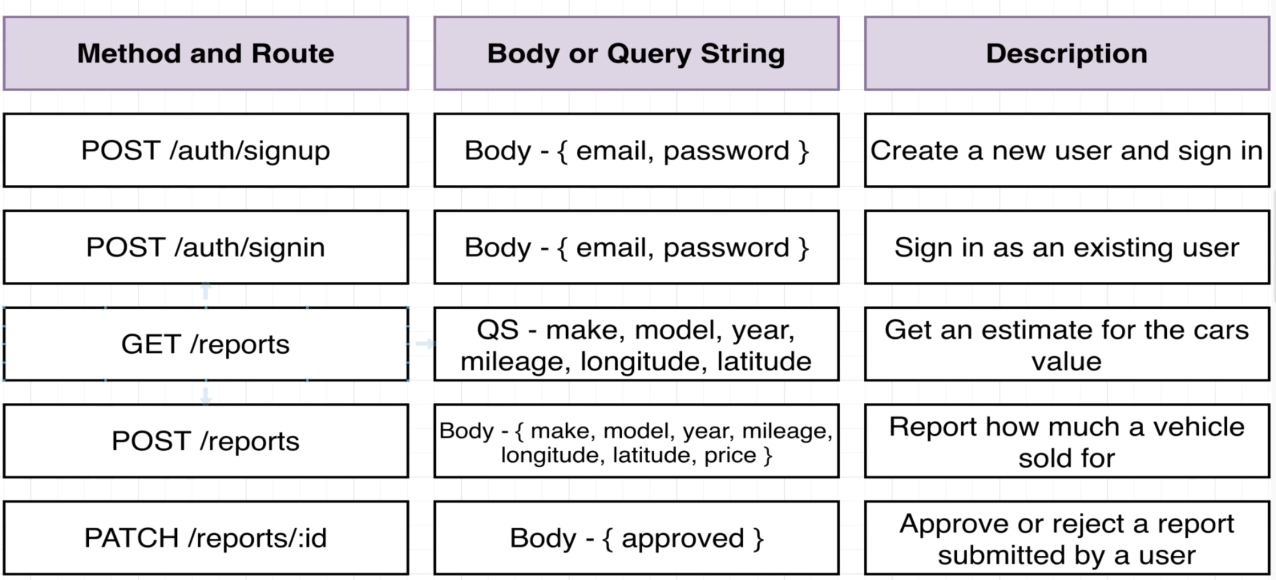 Method and Route
Body or Query String
Description
POST /auth/signup
Body - { email, password }
Create a new user and sign in
POST /auth/signin
Body - { email, password }
Sign in as an existing user
GET /reports
QS - make, model, year,
mileage, longitude, latitude
Get an estimate for the cars
value
POST /reports
Body - { make, model, year, mileage,
longitude, latitude, price }
Report how much a vehicle
sold for
PATCH /reports/:id
Body - { approved }
Approve or reject a report
submitted by a user